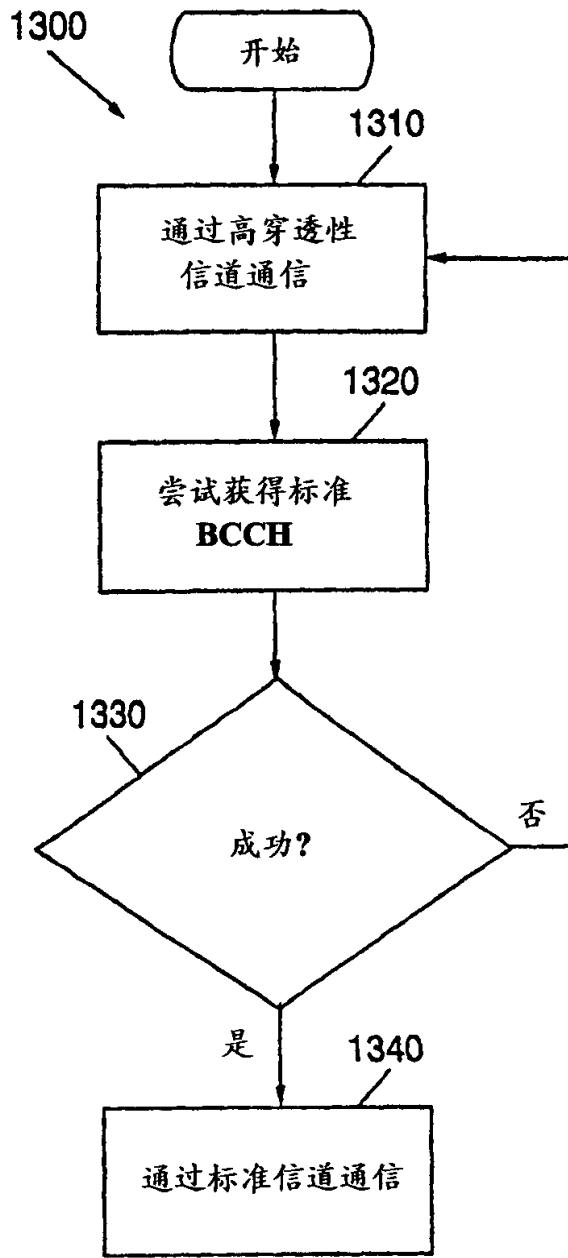 1300
开始
1310
通过高穿透性
信道通信
1320
尝试获得标准
BCCH
1330
成功?
否
是
1340
通过标准信道通信